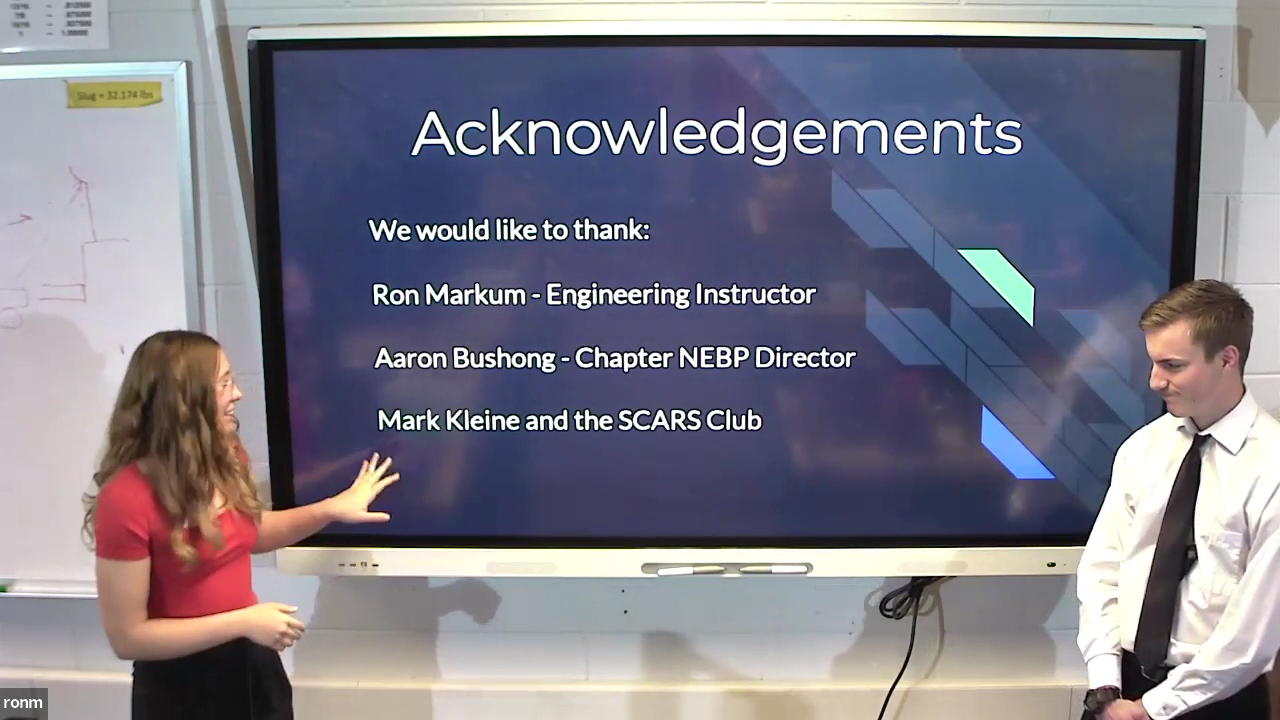 Slug = 32.174 lbs
Acknowledgements
We would like to thank:
Ron Markum - Engineering Instructor
Aaron Bushong - Chapter NEBP Director
Mark Kleine and the SCARS Club
ronm